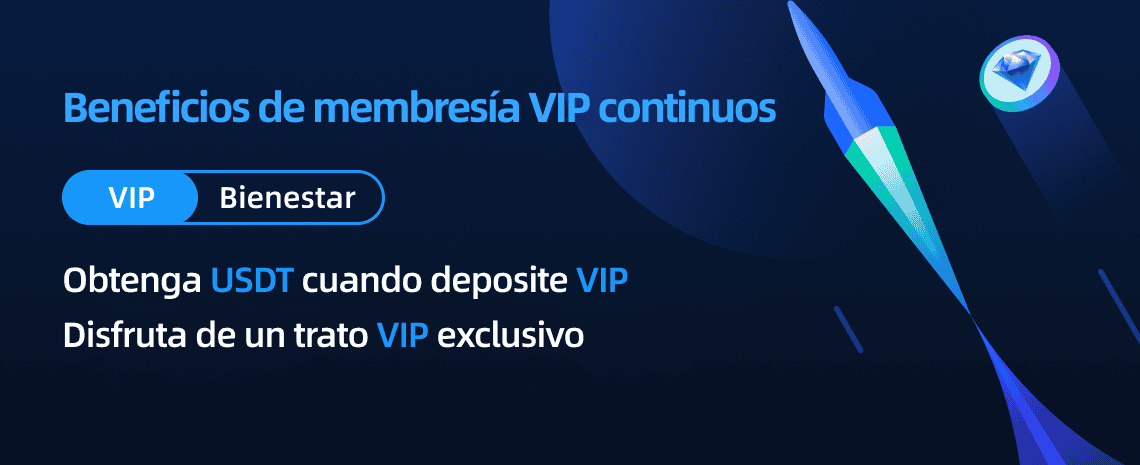 Beneficios de membresía VIP continuos
VIP Bienestar
Obtenga USDT cuando deposite VIP
Disfruta de un trato VIP exclusivo